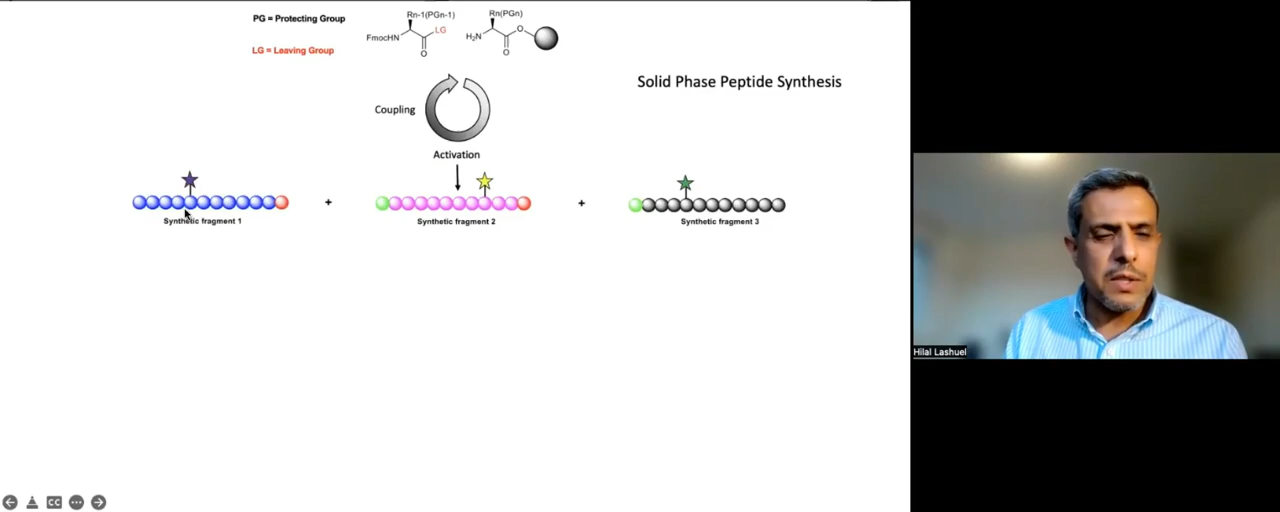 PG = Protecting Group
LG = Leaving Group
Rn-1(PGn-1)
FmocHN
LG
O
Rn(PGn)
H₂N
O
O
Solid Phase Peptide Synthesis
Coupling
Activation
+
+
Synthetic fragment 1
Synthetic fragment 2
Synthetic fragment 3
Hilal Lashuel
CC